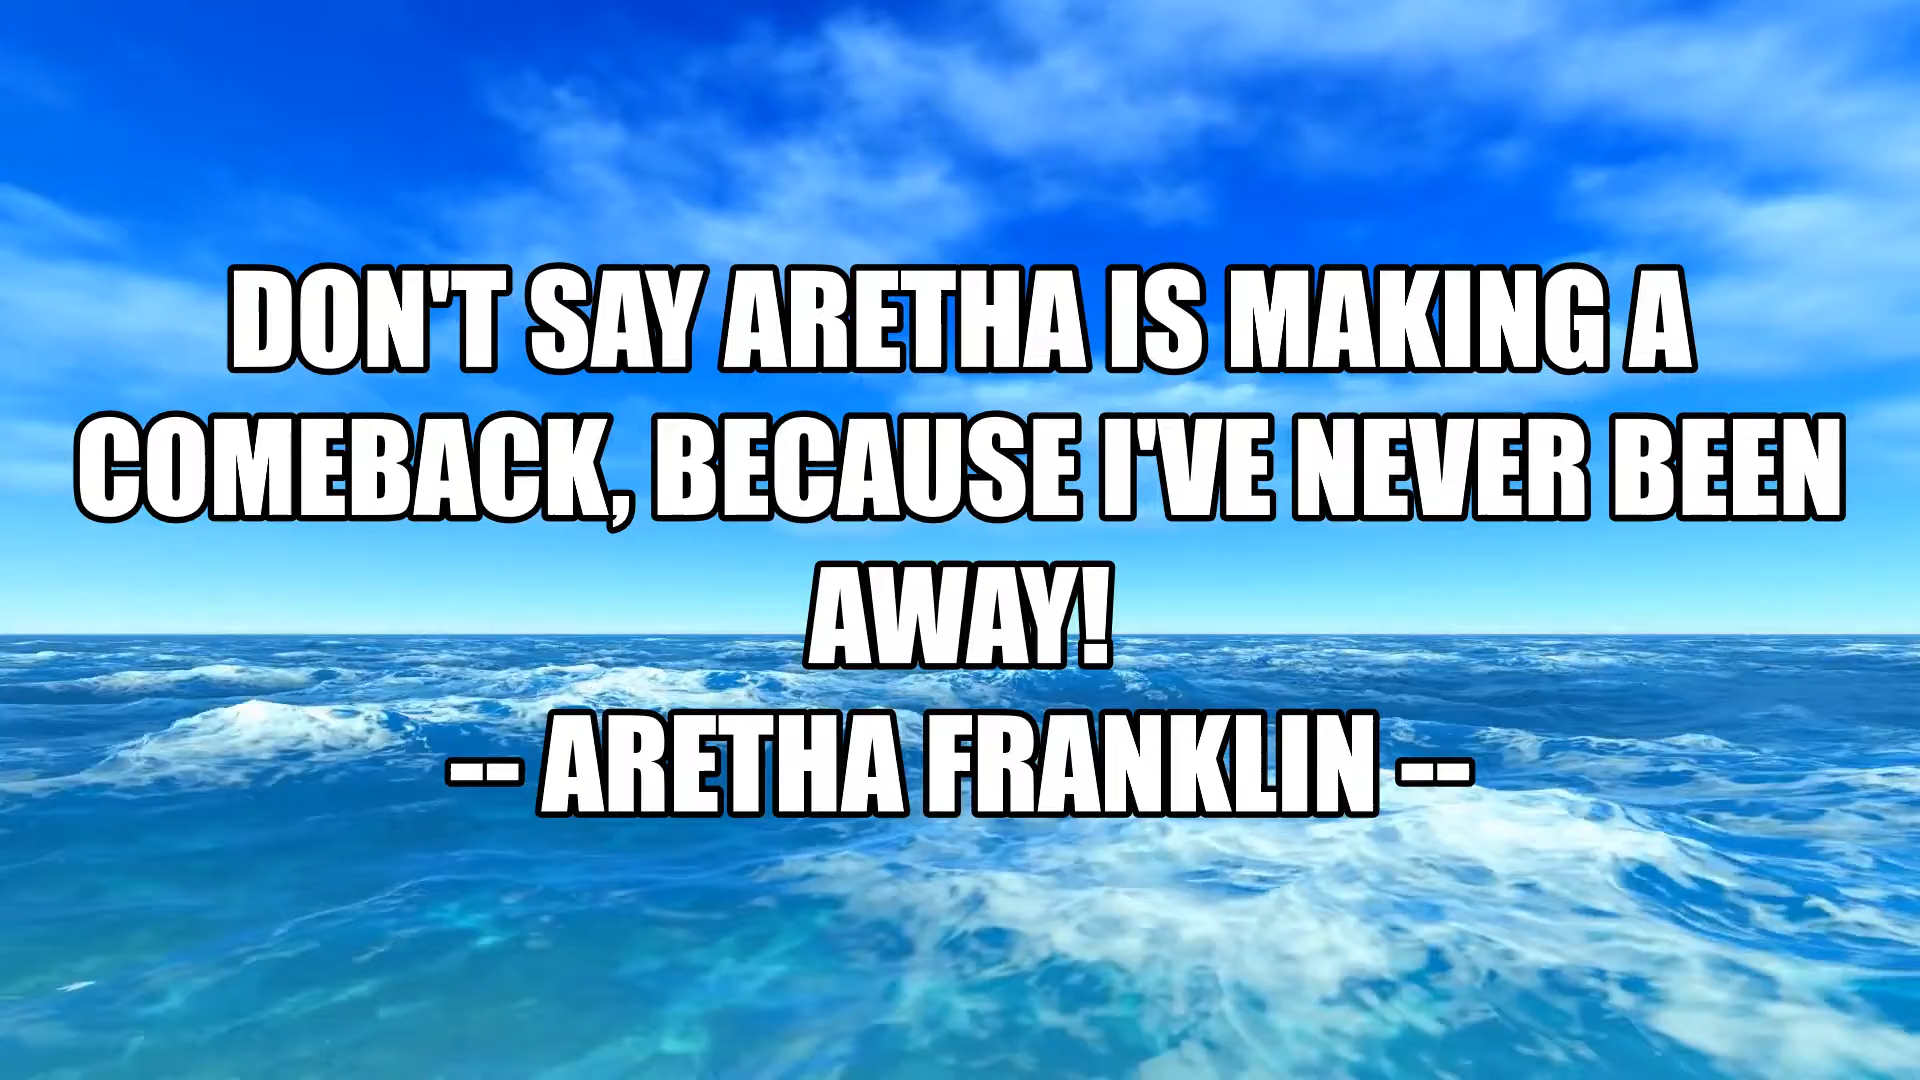 DON'T SAY ARETHA IS MAKING A
COMEBACK, BECAUSE I'VE NEVER BEEN
AWAY!
-- ARETHA FRANKLIN --